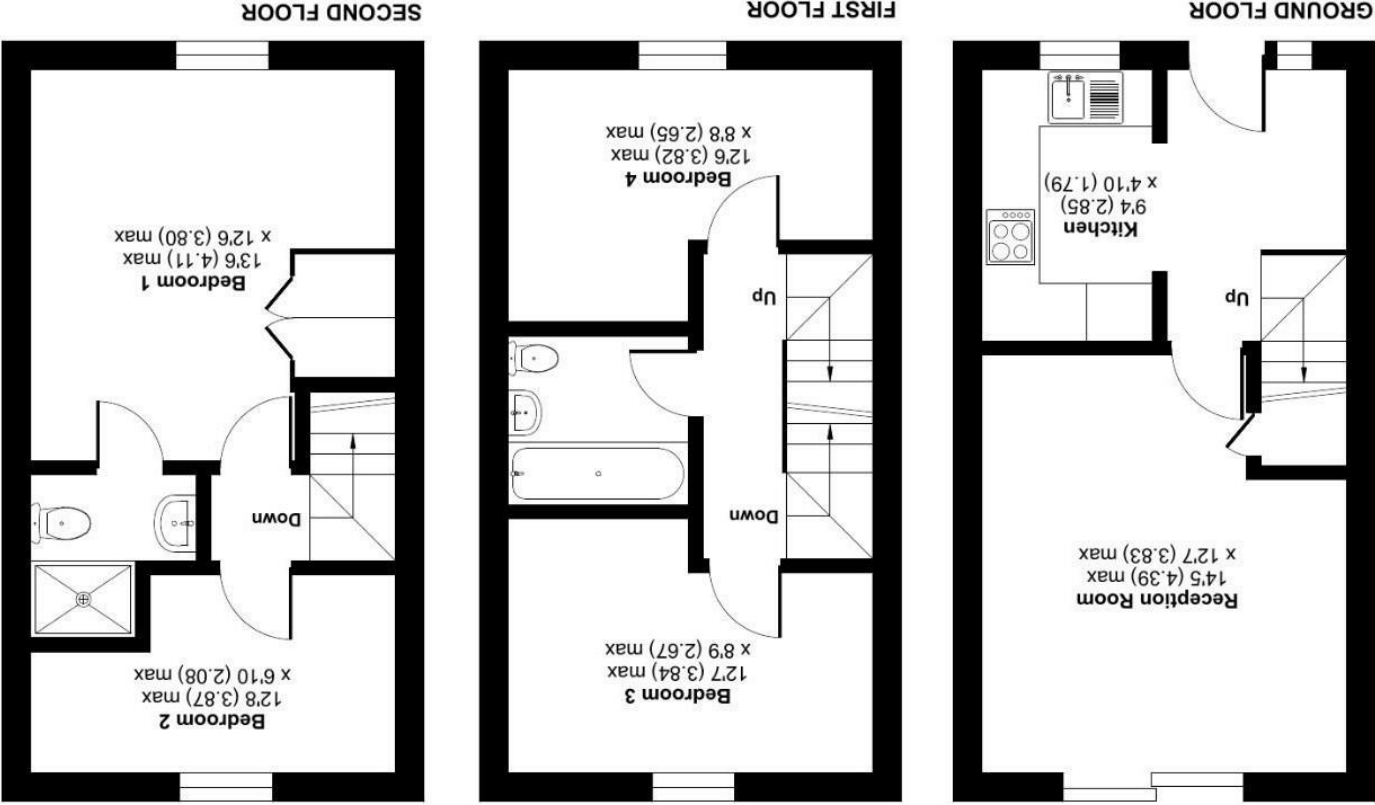 GROUND FLOOR
Reception Room
14'5 (4.39) max
x 12'7 (3.83) max
Up
Kitchen
9'4 (2.85)
x 4'10 (1.79)
FIRST FLOOR
Bedroom 3
12'7 (3.84) max
x 8'9 (2.67) max
Down
Up
Bedroom 4
12'6 (3.82) max
x 8'8 (2.65) max
SECOND FLOOR
Bedroom 2
12'8 (3.87) max
x 6'10 (2.08) max
Down
Bedroom 1
13'6 (4.11) max
x 12'6 (3.80) max